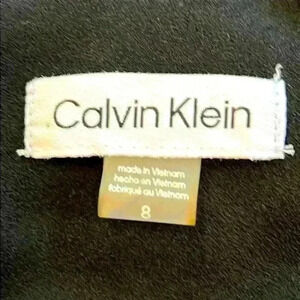 Calvin Klein
made in Vietnam
hecho en Vietnam
fabriqué au Vietnam
8